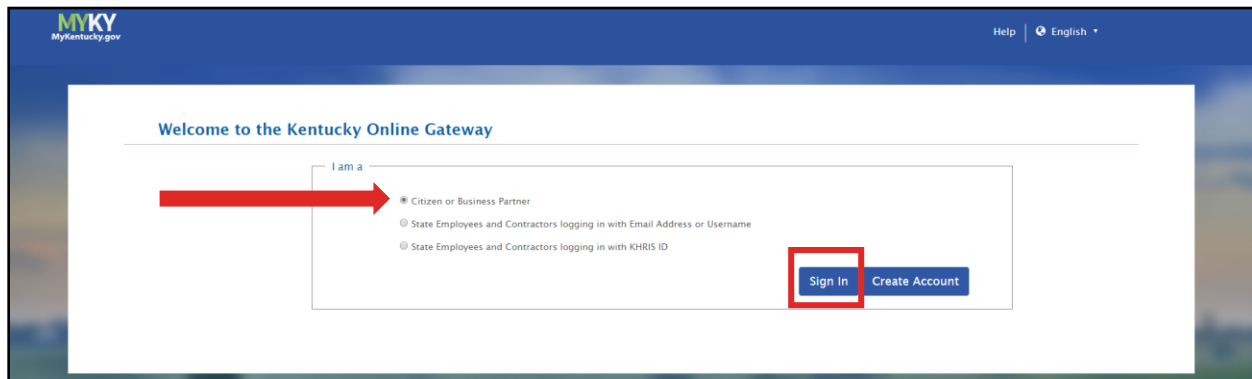 MYKY
MyKentucky.gov
Help
English
Welcome to the Kentucky Online Gateway
I am a
Citizen or Business Partner
State Employees and Contractors logging in with Email Address or Username
State Employees and Contractors logging in with KHRIS ID
Sign In Create Account